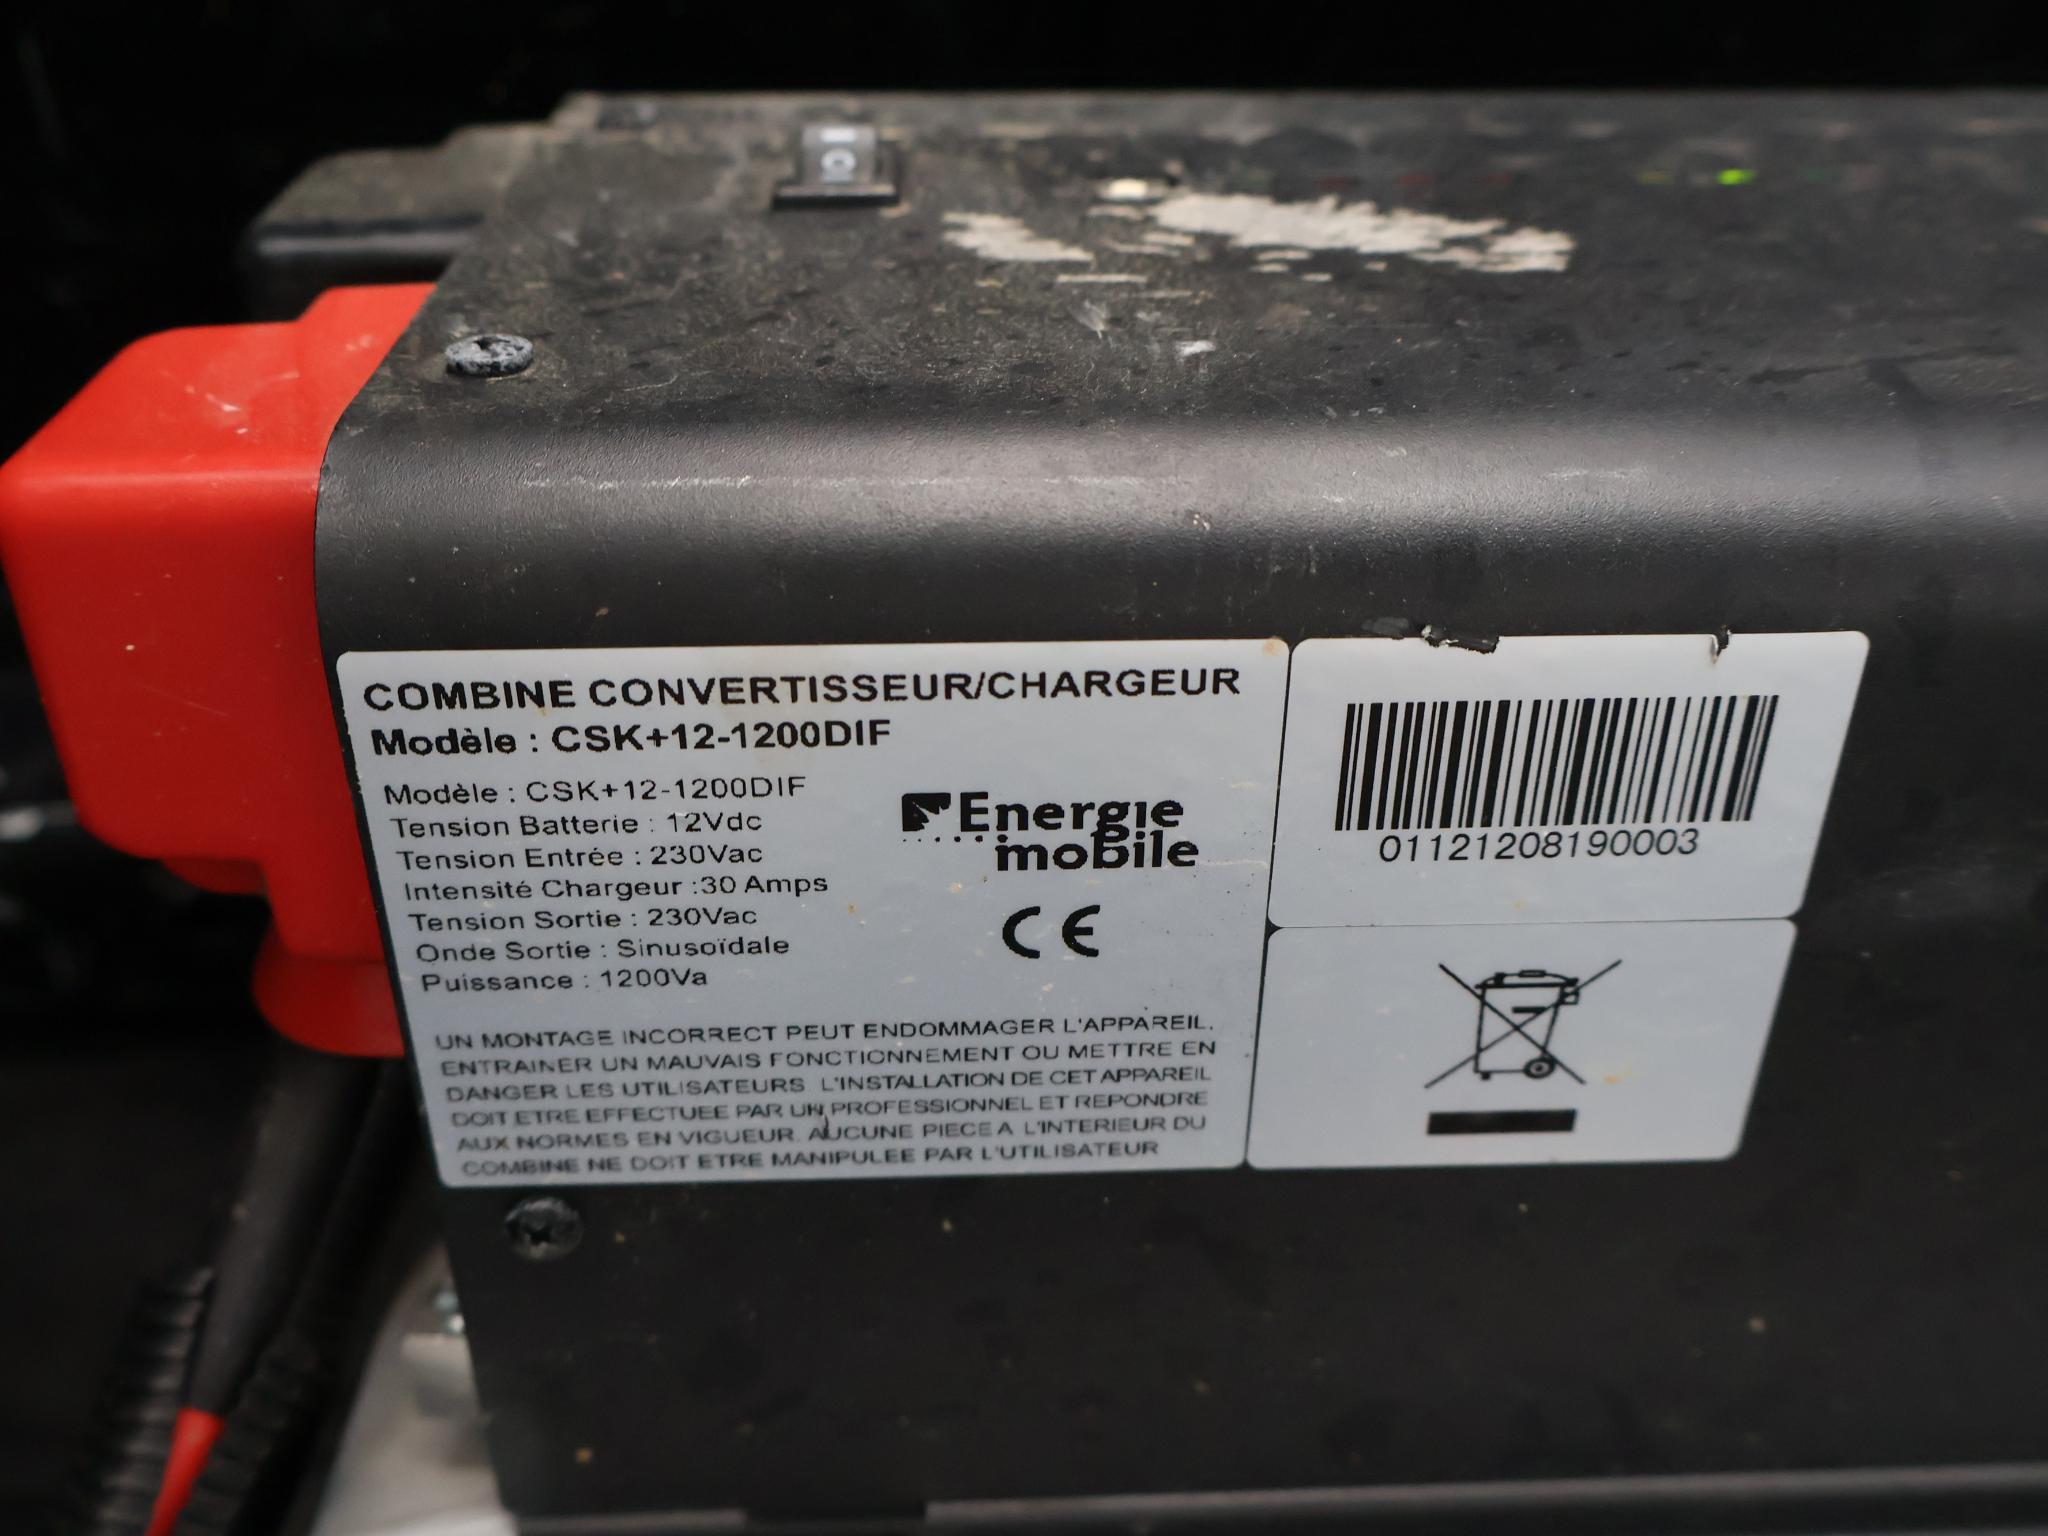 I O
COMBINE CONVERTISSEUR/CHARGEUR
Modèle : CSK+12-1200DIF
Modèle : CSK+12-1200DIF
Tension Batterie : 12Vdc
Tension Entrée : 230Vac
Intensité Chargeur :30 Amps
Tension Sortie : 230Vac
Onde Sortie : Sinusoïdale
Puissance : 1200Va
Energie
mobile
CE
UN MONTAGE INCORRECT PEUT ENDOMMAGER L'APPAREIL,
ENTRAINER UN MAUVAIS FONCTIONNEMENT OU METTRE EN
DANGER LES UTILISATEURS. L'INSTALLATION DE CET APPAREIL
DOIT ETRE EFFECTUEE PAR UN PROFESSIONNEL ET REPONDRE
AUX NORMES EN VIGUEUR. AUCUNE PIECE A L'INTERIEUR DU
COMBINE NE DOIT ETRE MANIPULEE PAR L'UTILISATEUR
01121208190003